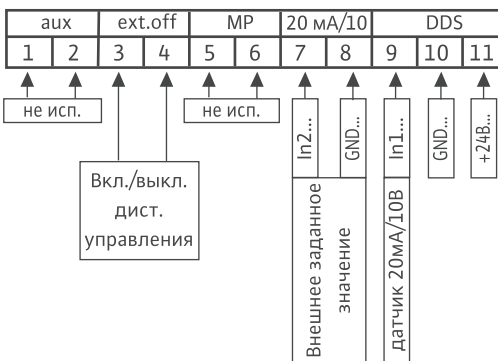 aux ext.off MP 20 мА/10 DDS
1 2 3 4 5 6 7 8 9 10 11
не исп.
не исп.
In2...
GND...
In1...
GND...
+24В...
Вкл./выкл.
дист.
управления
Внешнее заданное
значение
датчик 20мА/10В